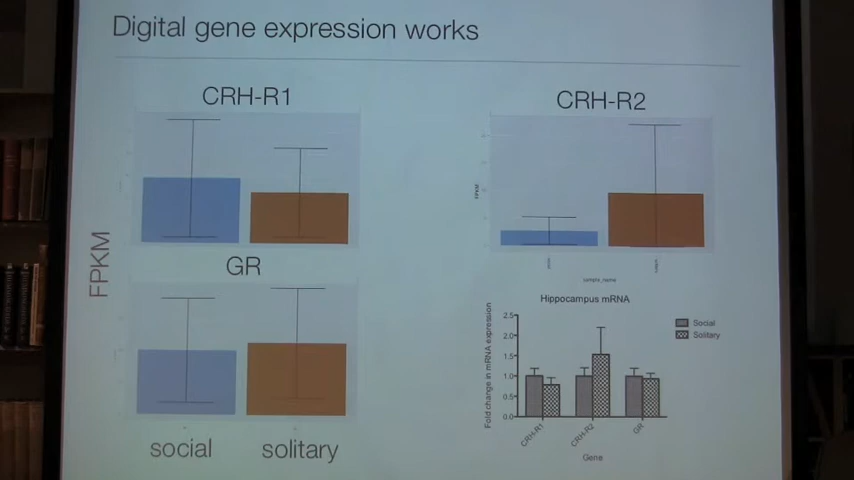 Digital gene expression works
CRH-R1
CRH-R2
FPKM
FPKM
GR
sample_name
Hippocampus mRNA
Fold change in mRNA expression
2.5
2.0
1.5
1.0
0.5
0.0
Social
Solitary
CRH-R1
CRH-R2
GR
Gene
social
solitary